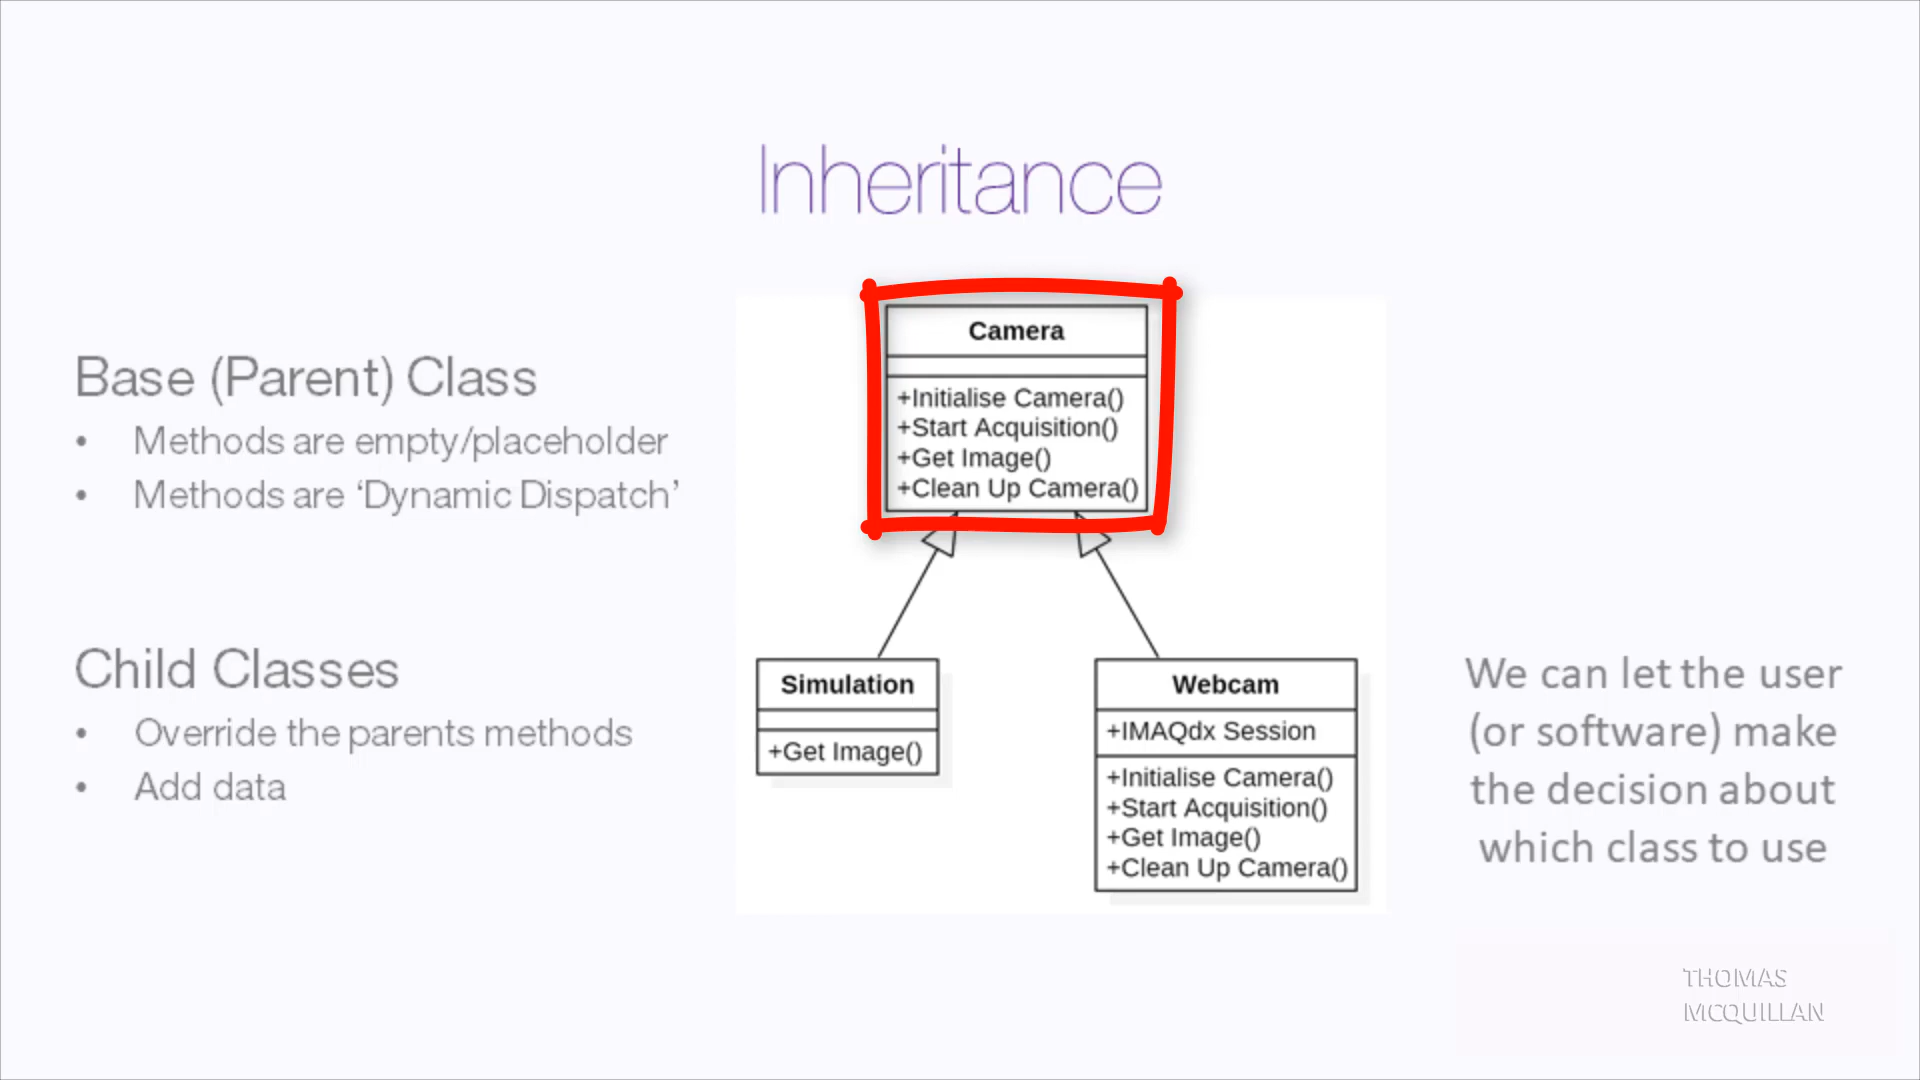 Inheritance
Base (Parent) Class
• Methods are empty/placeholder
• Methods are ‘Dynamic Dispatch’
Child Classes
• Override the parents methods
• Add data
Camera
+Initialise Camera()
+Start Acquisition()
+Get Image()
+Clean Up Camera()
Simulation
+Get Image()
Webcam
+IMAQdx Session
+Initialise Camera()
+Start Acquisition()
+Get Image()
+Clean Up Camera()
We can let the user
(or software) make
the decision about
which class to use
THOMAS
MCQUILLAN